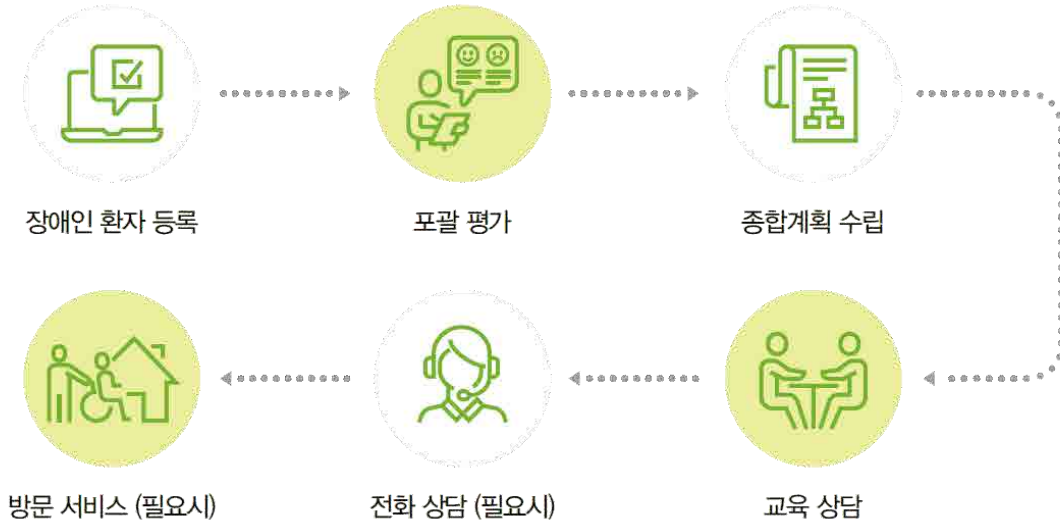 장애인 환자 등록
포괄 평가
종합계획 수립
교육 상담
전화 상담 (필요시)
방문 서비스 (필요시)